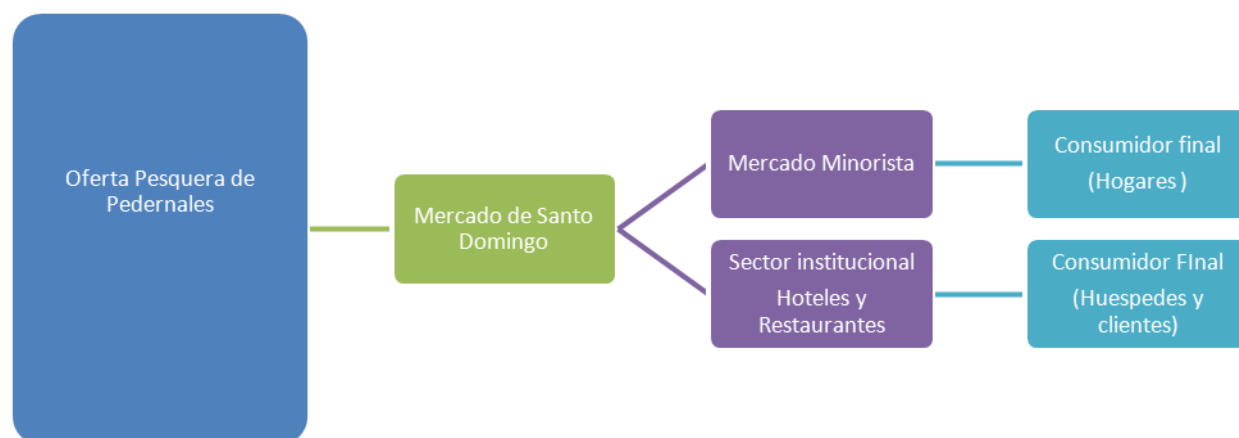 Oferta Pesquera de
Pedernales
Mercado de Santo
Domingo
Mercado Minorista
Consumidor final
(Hogares )
Sector institucional
Hoteles y
Restaurantes
Consumidor FInal
(Huespedes y
clientes)